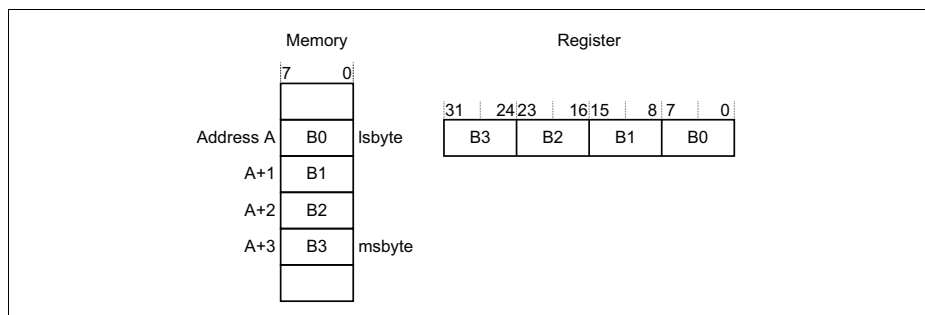 Memory Register
7 0
31 24 23 16 15 8 7 0
Address A B0 lsbyte B3 B2 B1 B0
A+1 B1
A+2 B2
A+3 B3 msbyte